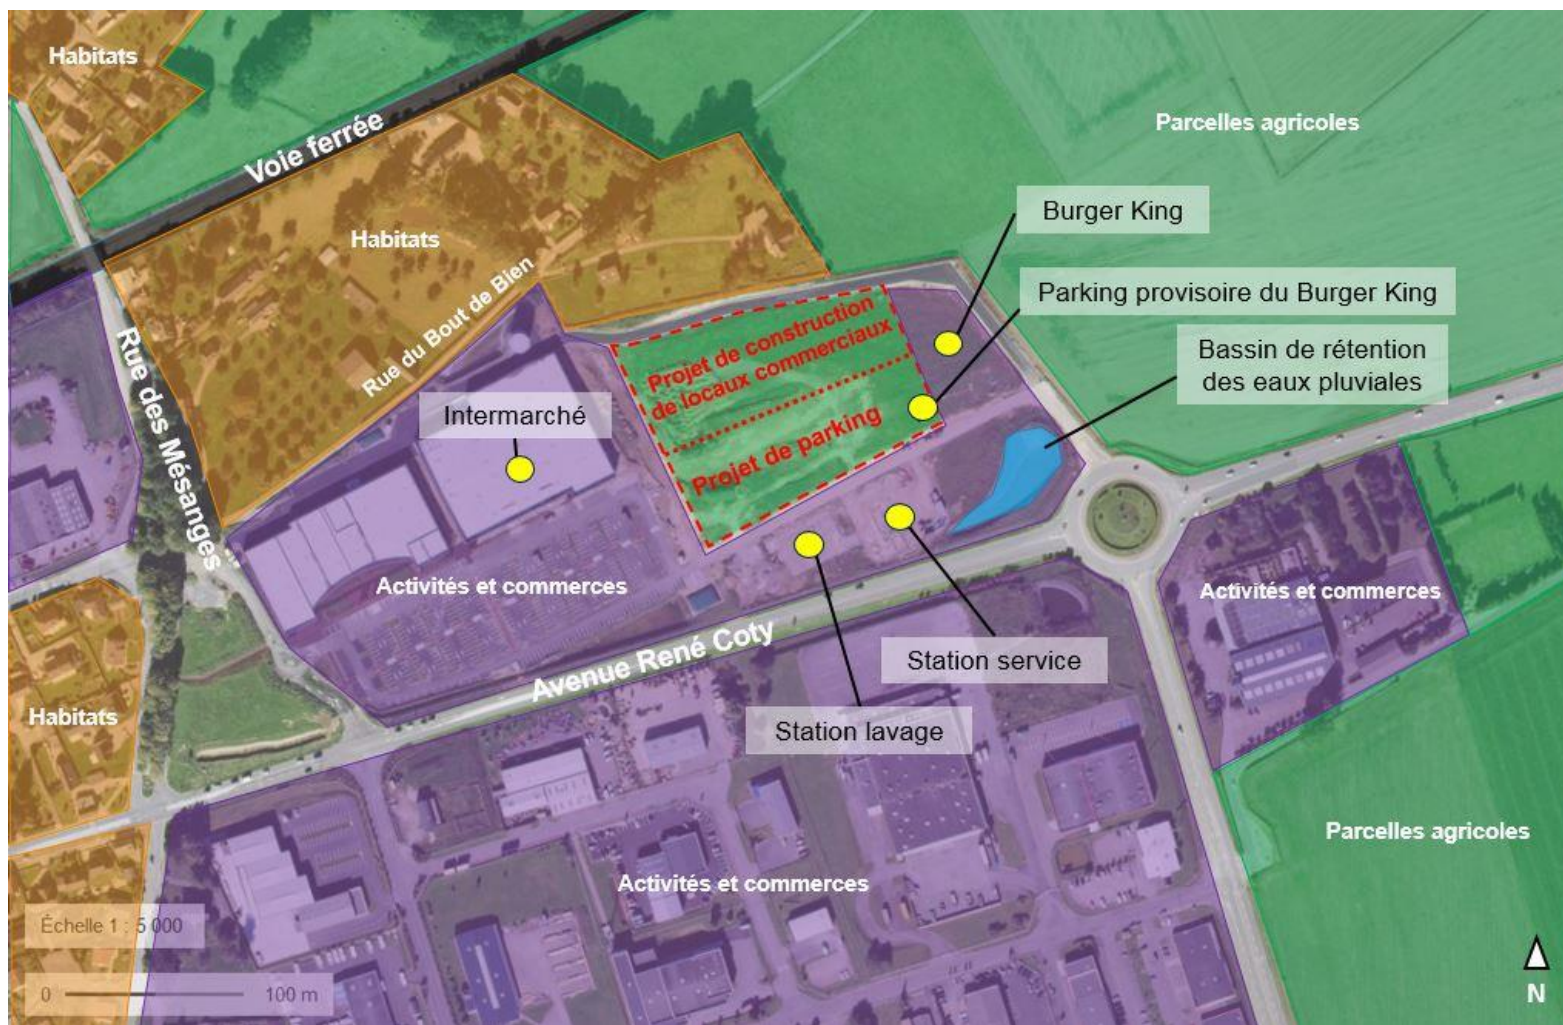 Habitats
Voie ferrée
Parcelles agricoles
Burger King
Habitats
Rue du Bout de Bien
Parking provisoire du Burger King
Rue des Mésanges
Projet de construction
de locaux commerciaux
Bassin de rétention
des eaux pluviales
Intermarché
Projet de parking
Activités et commerces
Activités et commerces
Avenue René Coty
Station service
Habitats
Station lavage
Parcelles agricoles
Activités et commerces
Échelle 1 : 5 000
0 100 m
N